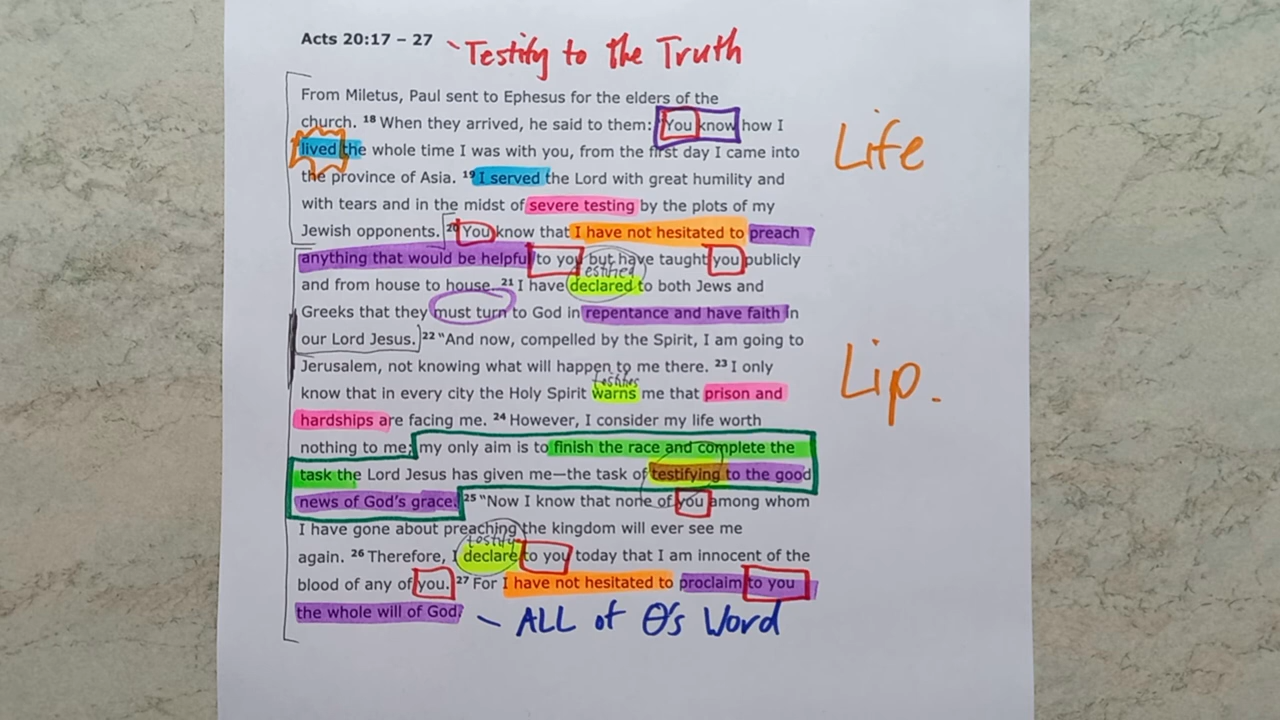 Acts 20:17 – 27 ~ Testify to the Truth
From Miletus, Paul sent to Ephesus for the elders of the
church. 18 When they arrived, he said to them: "You know how I
Life
lived the whole time I was with you, from the first day I came into
the province of Asia. 19 I served the Lord with great humility and
with tears and in the midst of severe testing by the plots of my
Jewish opponents. 20 You know that I have not hesitated to preach
anything that would be helpful to you but have taught you publicly
testified
and from house to house. 21 I have declared to both Jews and
Greeks that they must turn to God in repentance and have faith in
our Lord Jesus. 22 "And now, compelled by the Spirit, I am going to
Jerusalem, not knowing what will happen to me there. 23 I only
Lip.
testifies
know that in every city the Holy Spirit warns me that prison and
hardships are facing me. 24 However, I consider my life worth
nothing to me; my only aim is to finish the race and complete the
task the Lord Jesus has given me—the task of testifying to the good
news of God's grace. 25 "Now I know that none of you among whom
I have gone about preaching the kingdom will ever see me
testify
again. 26 Therefore, I declare to you today that I am innocent of the
blood of any of you. 27 For I have not hesitated to proclaim to you
the whole will of God. ~ ALL of Θ's Word